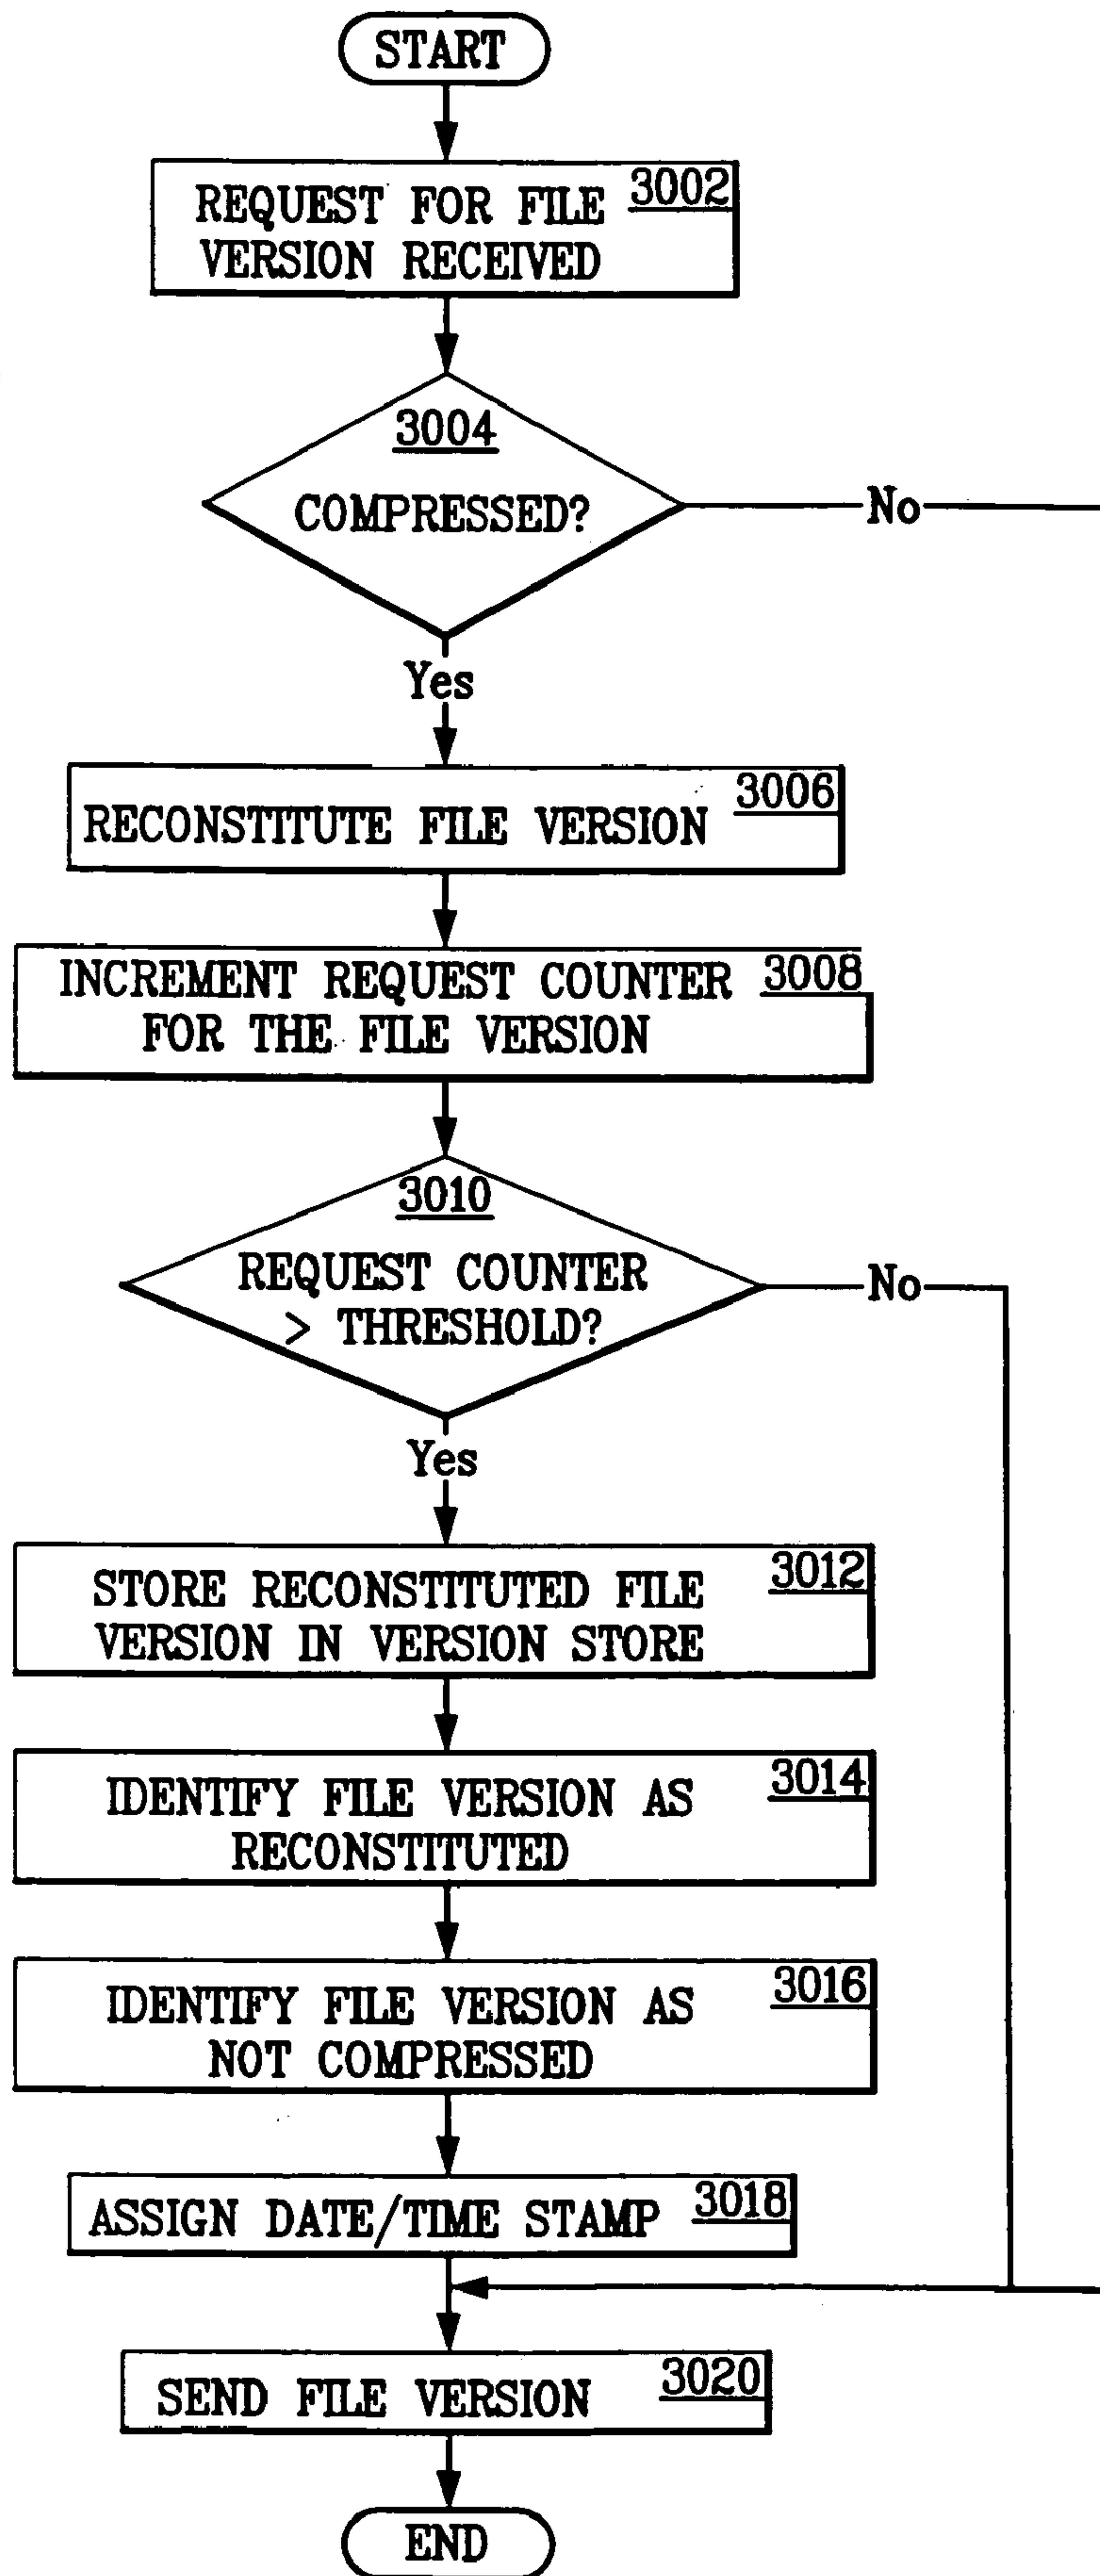 START
REQUEST FOR FILE 3002
VERSION RECEIVED
3004
COMPRESSED?
No
Yes
RECONSTITUTE FILE VERSION 3006
INCREMENT REQUEST COUNTER 3008
FOR THE FILE VERSION
3010
REQUEST COUNTER
> THRESHOLD?
No
Yes
STORE RECONSTITUTED FILE 3012
VERSION IN VERSION STORE
IDENTIFY FILE VERSION AS 3014
RECONSTITUTED
IDENTIFY FILE VERSION AS 3016
NOT COMPRESSED
ASSIGN DATE/TIME STAMP 3018
SEND FILE VERSION 3020
END